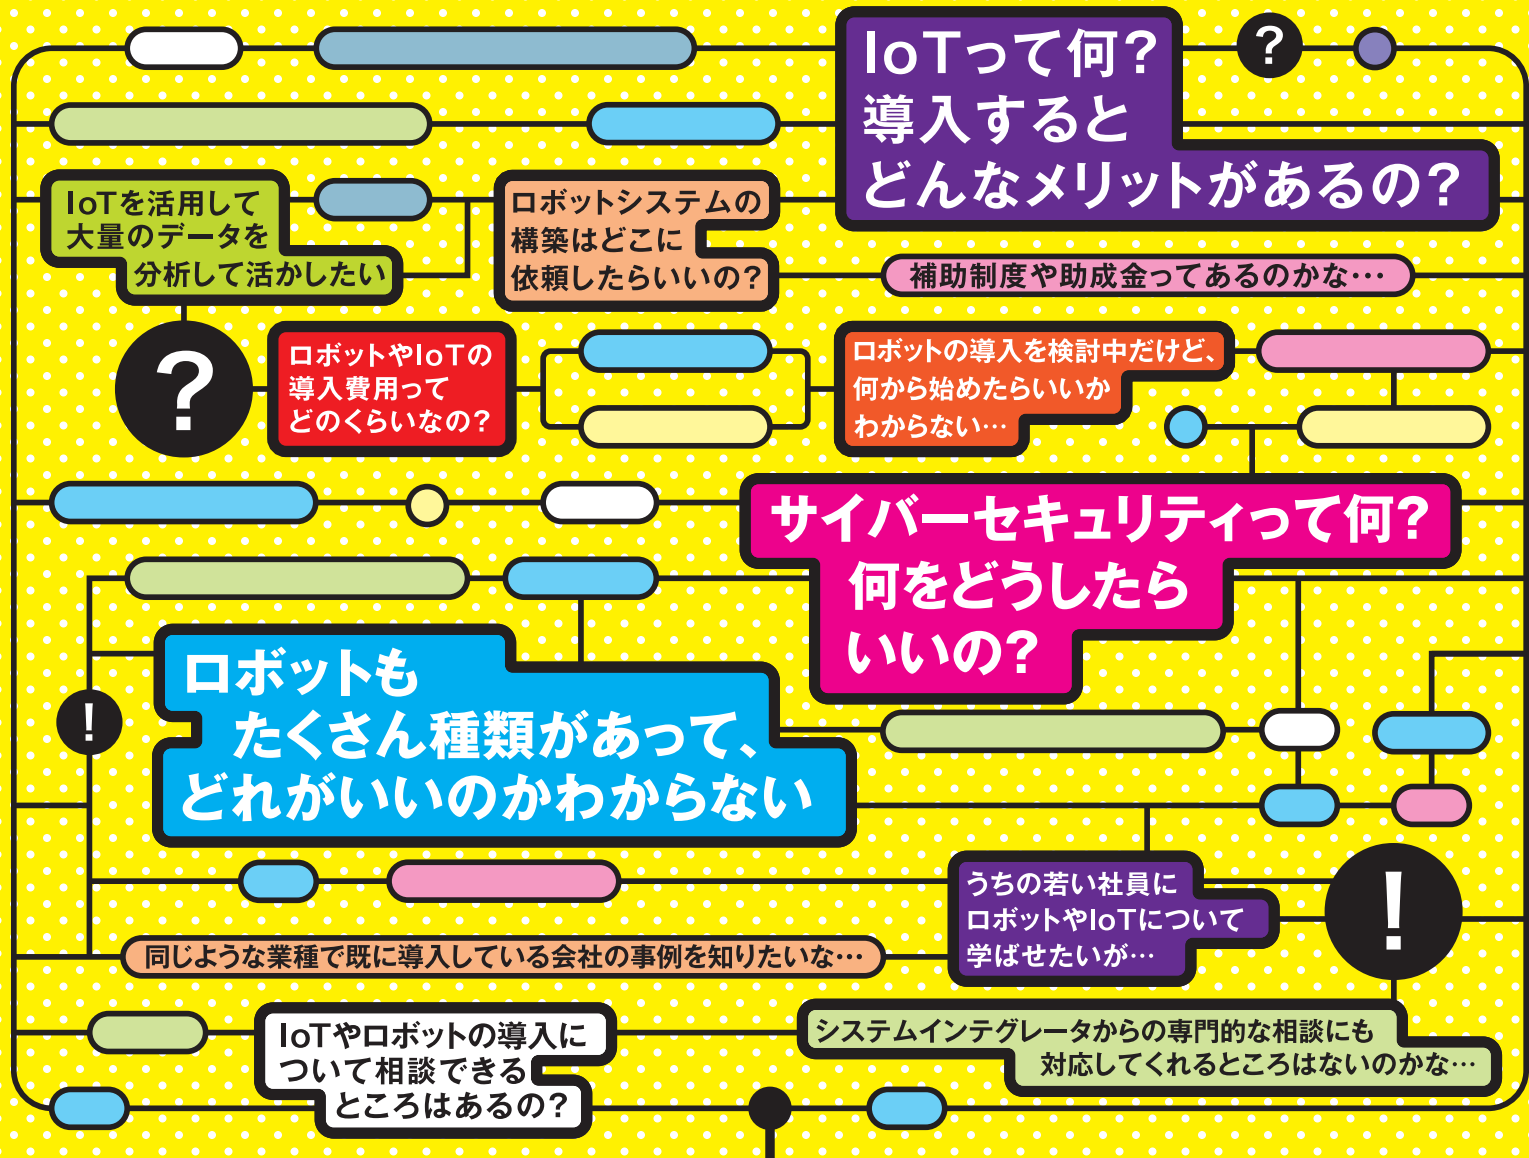 IoTって何?
導入すると
どんなメリットがあるの?
?
IoTを活用して
大量のデータを
分析して活かしたい
ロボットシステムの
構築はどこに
依頼したらいいの?
補助制度や助成金ってあるのかな…
?
ロボットやIoTの
導入費用って
どのくらいなの?
ロボットの導入を検討中だけど、
何から始めたらいいか
わからない…
サイバーセキュリティって何?
何をどうしたら
いいの?
ロボットも
たくさん種類があって、
どれがいいのかわからない
!
うちの若い社員に
ロボットやIoTについて
学ばせたいが…
!
同じような業種で既に導入している会社の事例を知りたいな…
IoTやロボットの導入に
ついて相談できる
ところはあるの?
システムインテグレータからの専門的な相談にも
対応してくれるところはないのかな…